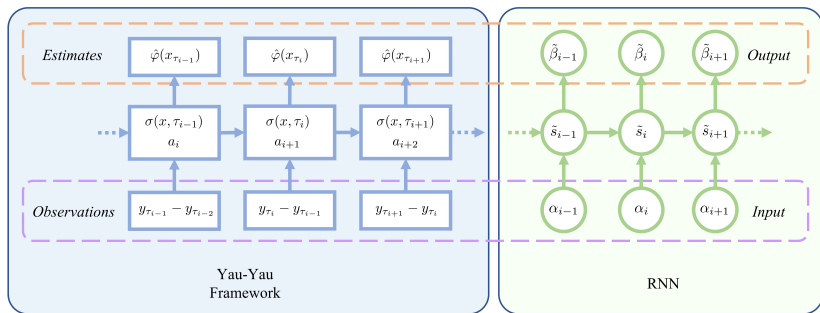 Estimates φ̂(x_{τ_{i−1}}) φ̂(x_{τ_i}) φ̂(x_{τ_{i+1}}) β̃_{i−1} β̃_i β̃_{i+1} Output
σ(x, τ_{i−1}) σ(x, τ_i) σ(x, τ_{i+1}) s̃_{i−1} s̃_i s̃_{i+1}
a_i a_{i+1} a_{i+2}
Observations y_{τ_{i−1}} − y_{τ_{i−2}} y_{τ_i} − y_{τ_{i−1}} y_{τ_{i+1}} − y_{τ_i} α_{i−1} α_i α_{i+1} Input
Yau-Yau
Framework
RNN